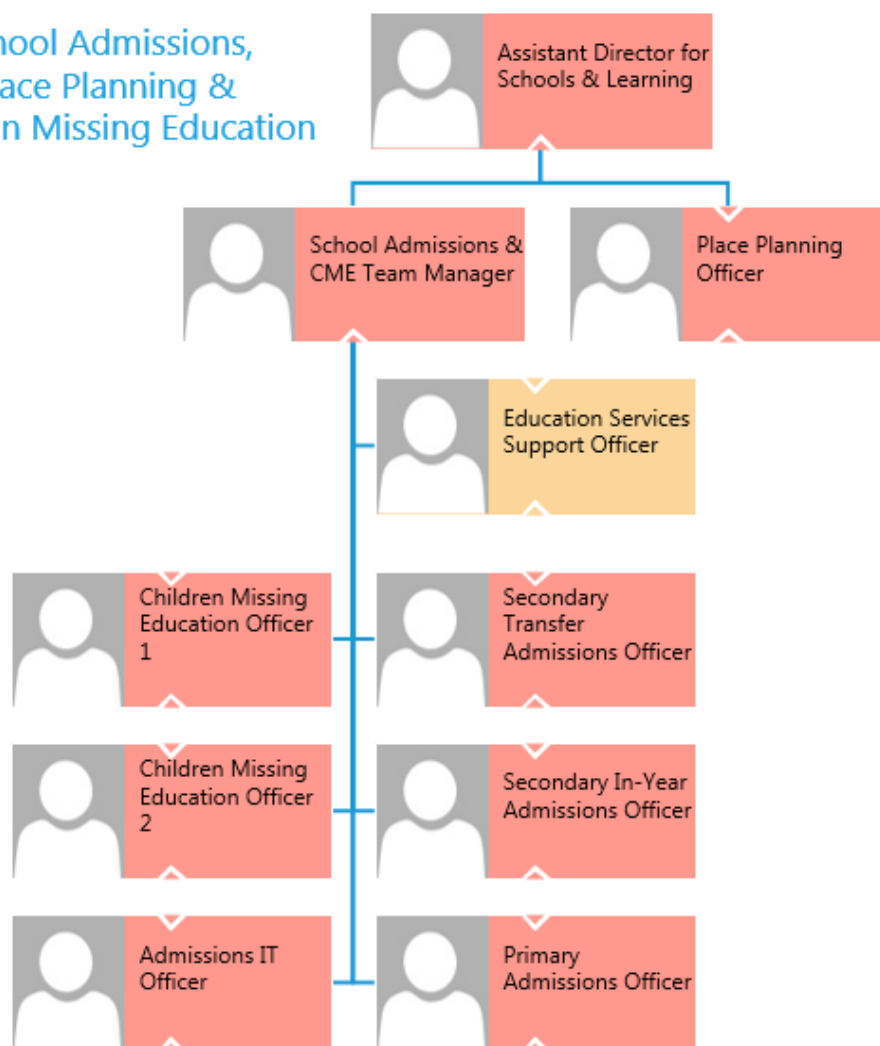 hool Admissions,
ace Planning &
n Missing Education
Assistant Director for
Schools & Learning
School Admissions &
CME Team Manager
Place Planning
Officer
Education Services
Support Officer
Children Missing
Education Officer
1
Secondary
Transfer
Admissions Officer
Children Missing
Education Officer
2
Secondary In-Year
Admissions Officer
Admissions IT
Officer
Primary
Admissions Officer